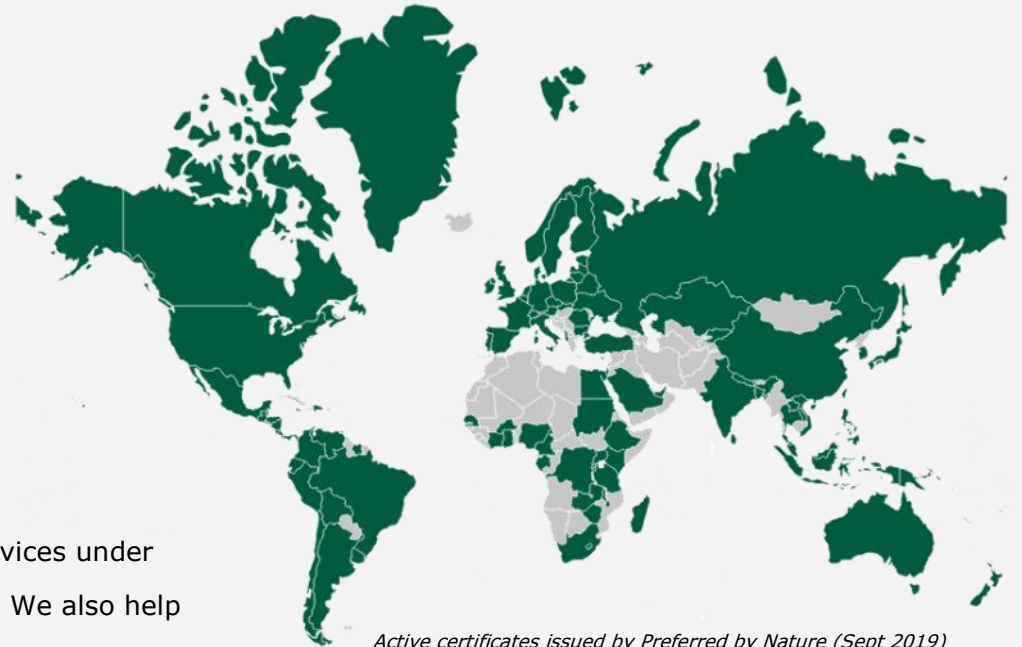 vices under
We also help
Active certificates issued by Preferred by Nature (Sept 2019)